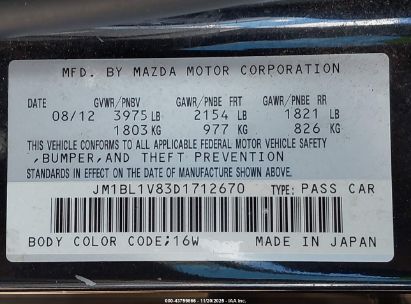 MFD. BY MAZDA MOTOR CORPORATION
DATE GVWR/PNBV GAWR/PNBE FRT GAWR/PNBE RR
08/12 3975 LB 2154 LB 1821 LB
1803 KG 977 KG 826 KG
THIS VEHICLE CONFORMS TO ALL APPLICABLE FEDERAL MOTOR VEHICLE SAFETY
,BUMPER,AND THEFT PREVENTION
STANDARDS IN EFFECT ON THE DATE OF MANUFACTURE SHOWN ABOVE.
JM1BL1V83D1712670 TYPE: PASS CAR
BODY COLOR CODE;16W MADE IN JAPAN